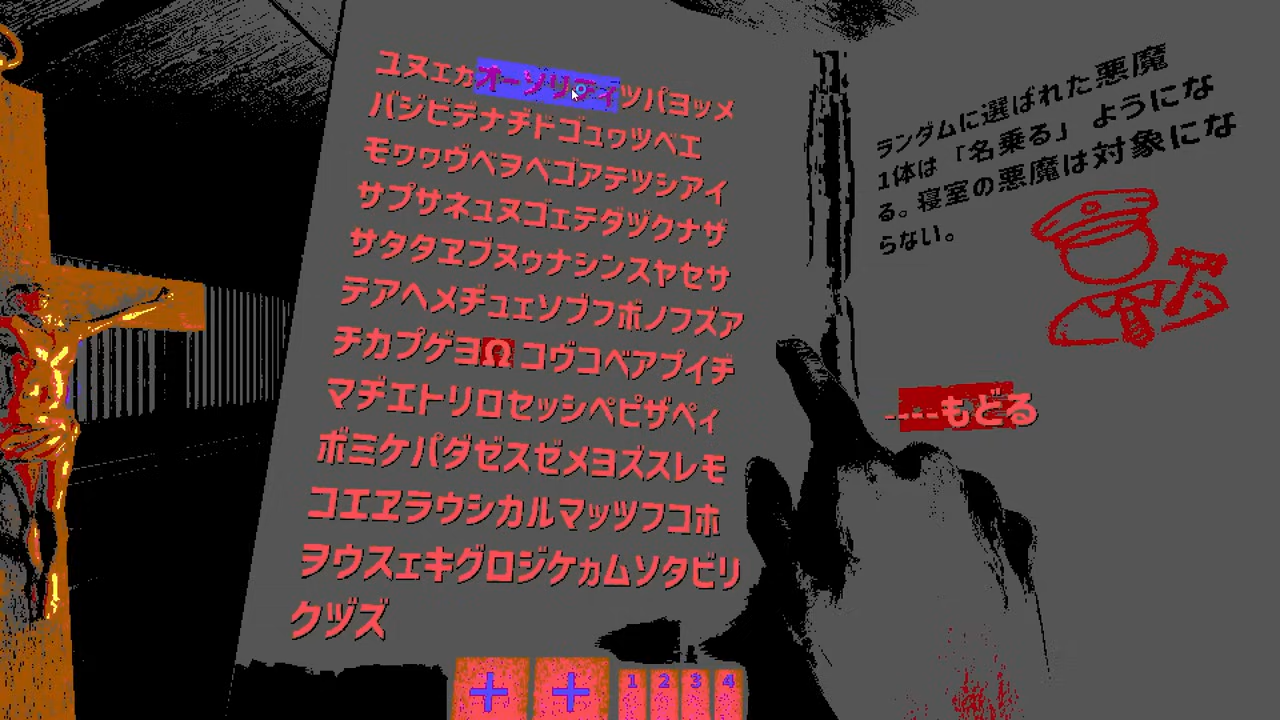 ユヌェヵオーソリティツパヨッメ
バジビデナヂドゴュヮツベエ
モヮヮヴベヲベゴアテツシアイ
サプサネュヌゴェテダヅクナザ
サタタヱブヌゥナシンスヤセサ
テアヘメヂュェソブフボノフズア
チカプゲヨΩ コヴコベアプイヂ
マヂエトリロセッシペピザペィ
ボミケパダゼスゼメヨズスレモ
コエヱラウシカルマッツフコホ
ヲウスェキグロジケヵムソタビリ
クヅズ
ランダムに選ばれた悪魔
1体は「名乗る」ようにな
る。寝室の悪魔は対象にな
らない。
----もどる
+ + 1 2 3 4